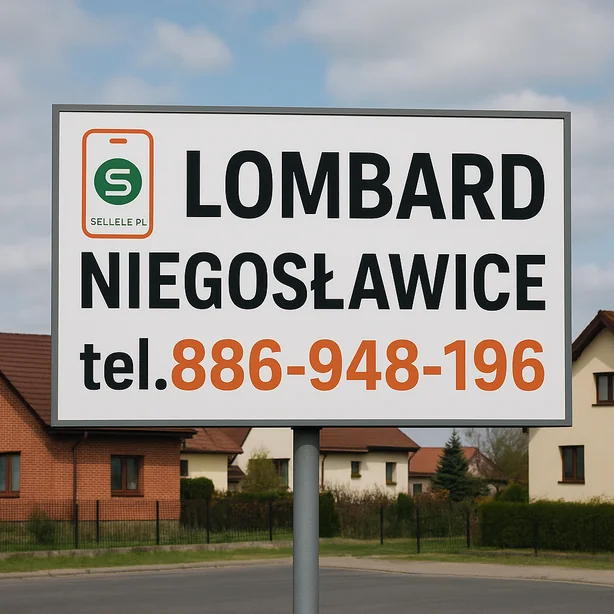 LOMBARD
S
SELLELE PL
NIEGOSŁAWICE
tel.886-948-196